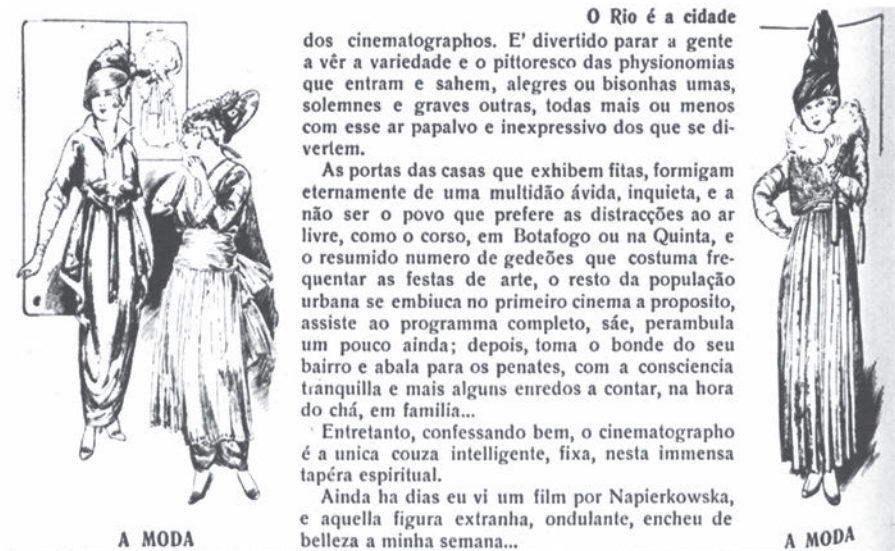 O Rio é a cidade
dos cinematographos. E' divertido parar a gente
a vêr a variedade e o pittoresco das physionomias
que entram e sahem, alegres ou bisonhas umas,
solemnes e graves outras, todas mais ou menos
com esse ar papalvo e inexpressivo dos que se di-
vertem.
As portas das casas que exhibem fitas, formigam
eternamente de uma multidão ávida, inquieta, e a
não ser o povo que prefere as distracções ao ar
livre, como o corso, em Botafogo ou na Quinta, e
o resumido numero de gedeões que costuma fre-
quentar as festas de arte, o resto da população
urbana se embiuca no primeiro cinema a proposito,
assiste ao programma completo, sáe, perambula
um pouco ainda; depois, toma o bonde do seu
bairro e abala para os penates, com a consciencia
tranquilla e mais alguns enredos a contar, na hora
do chá, em familia...
Entretanto, confessando bem, o cinematographo
é a unica couza intelligente, fixa, nesta immensa
tapéra espiritual.
Ainda ha dias eu vi um film por Napierkowska,
e aquella figura extranha, ondulante, encheu de
belleza a minha semana...
A MODA
A MODA